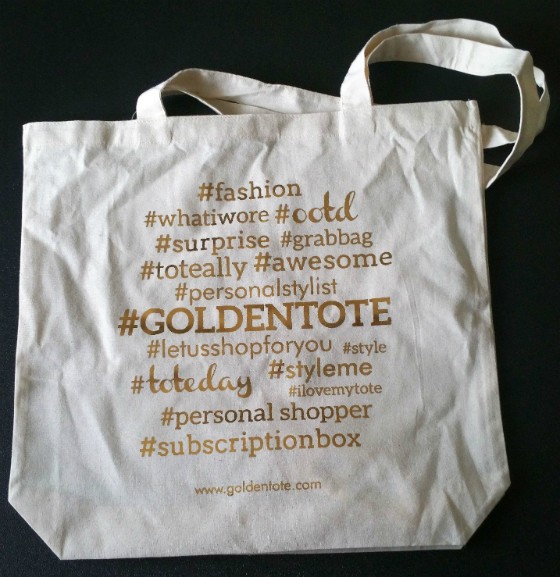 #fashion
#whatiwore #ootd
#surprise #grabbag
#toteally #awesome
#personalstylist
#GOLDENTOTE
#letusshopforyou #style
#toteday #styleme
#ilovemytote
#personal shopper
#subscriptionbox
www.goldentote.com